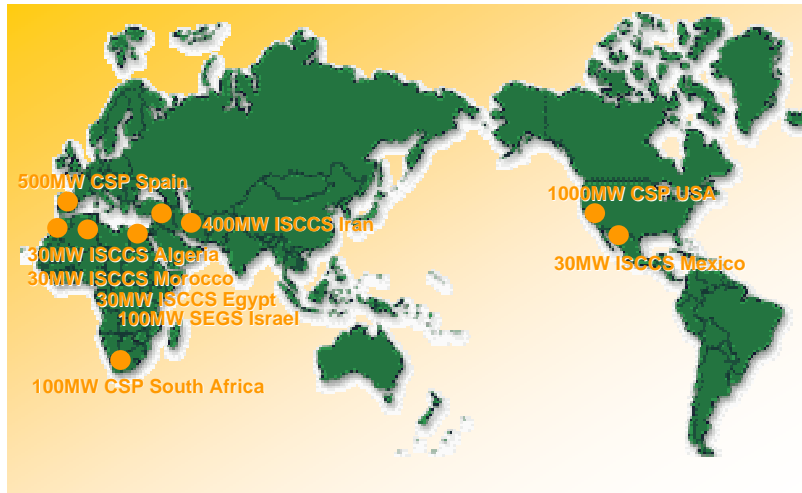 500MW CSP Spain
1000MW CSP USA
400MW ISCCS Iran
30MW ISCCS Algeria
30MW ISCCS Mexico
30MW ISCCS Morocco
30MW ISCCS Egypt
100MW SEGS Israel
100MW CSP South Africa